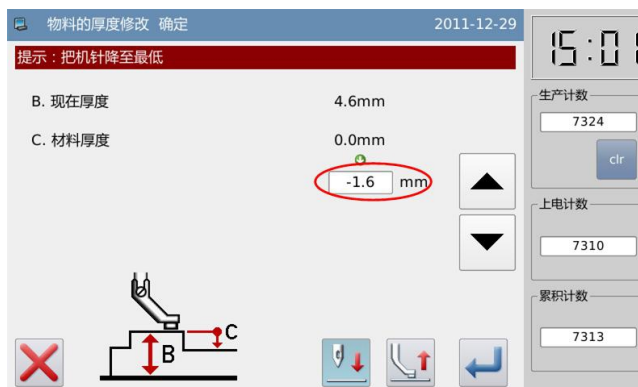 物料的厚度修改 确定 2011-12-29
提示：把机针降至最低
B. 现在厚度 4.6mm
C. 材料厚度 0.0mm
-1.6 mm
C
B
15:01
生产计数
7324
clr
上电计数
7310
累积计数
7313